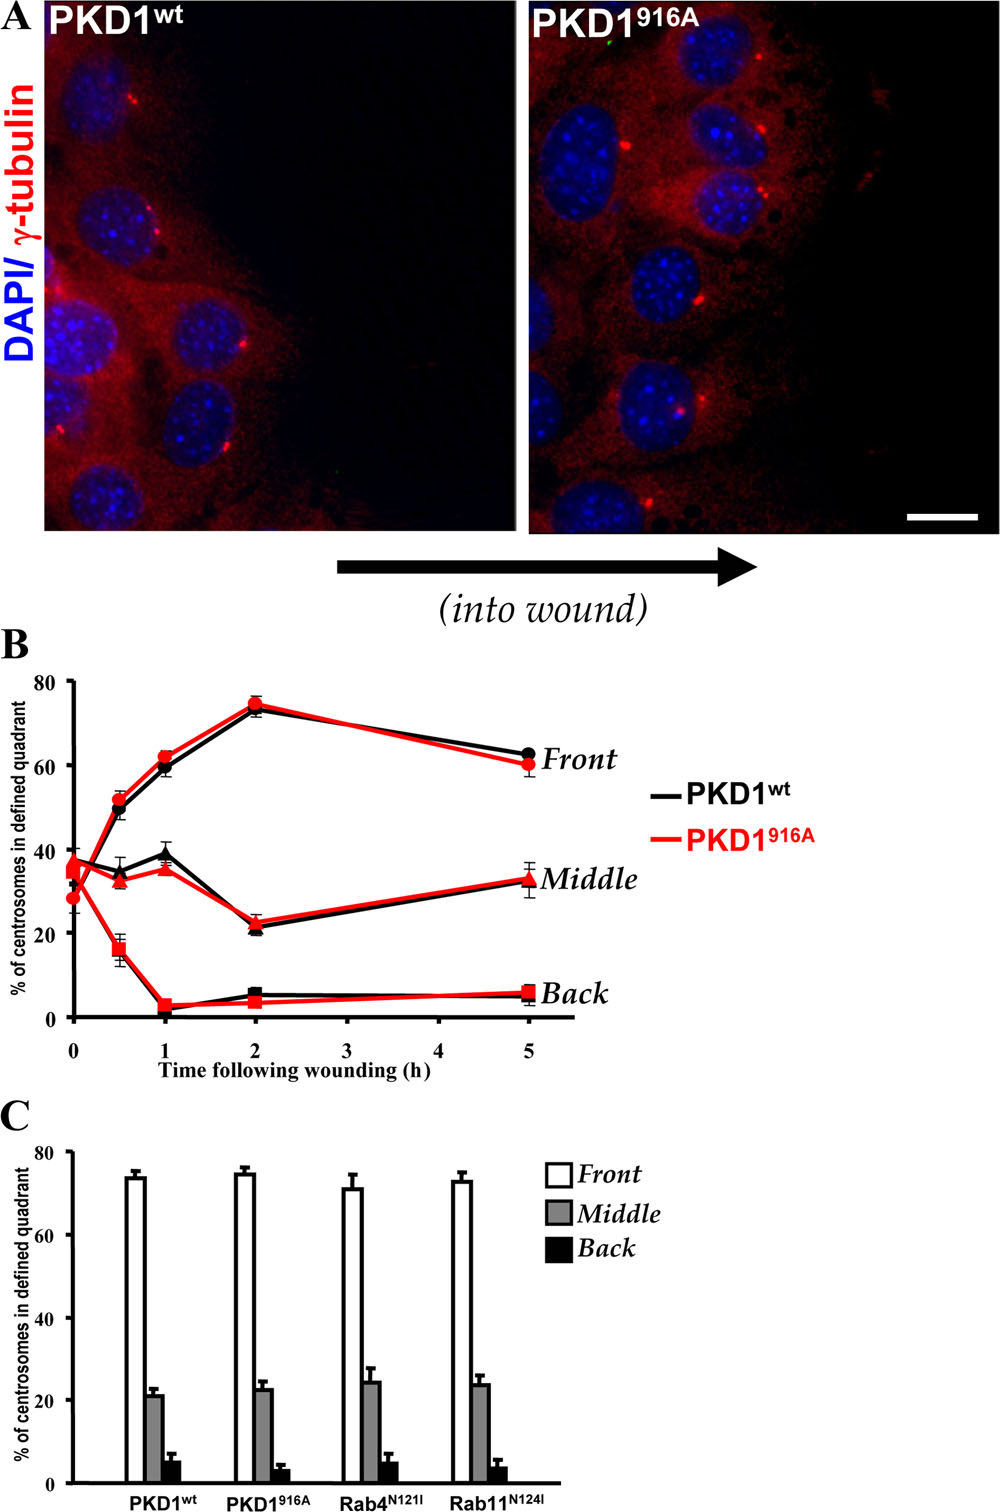 A
PKD1wt
PKD1916A
DAPI/ γ-tubulin
(into wound)
B
% of centrosomes in defined quadrant
80
60
40
20
0
Front
Middle
Back
PKD1wt
PKD1916A
0 1 2 3 4 5
Time following wounding (h)
C
% of centrosomes in defined quadrant
80
60
40
20
0
Front
Middle
Back
PKD1wt PKD1916A Rab4N121I Rab11N124I